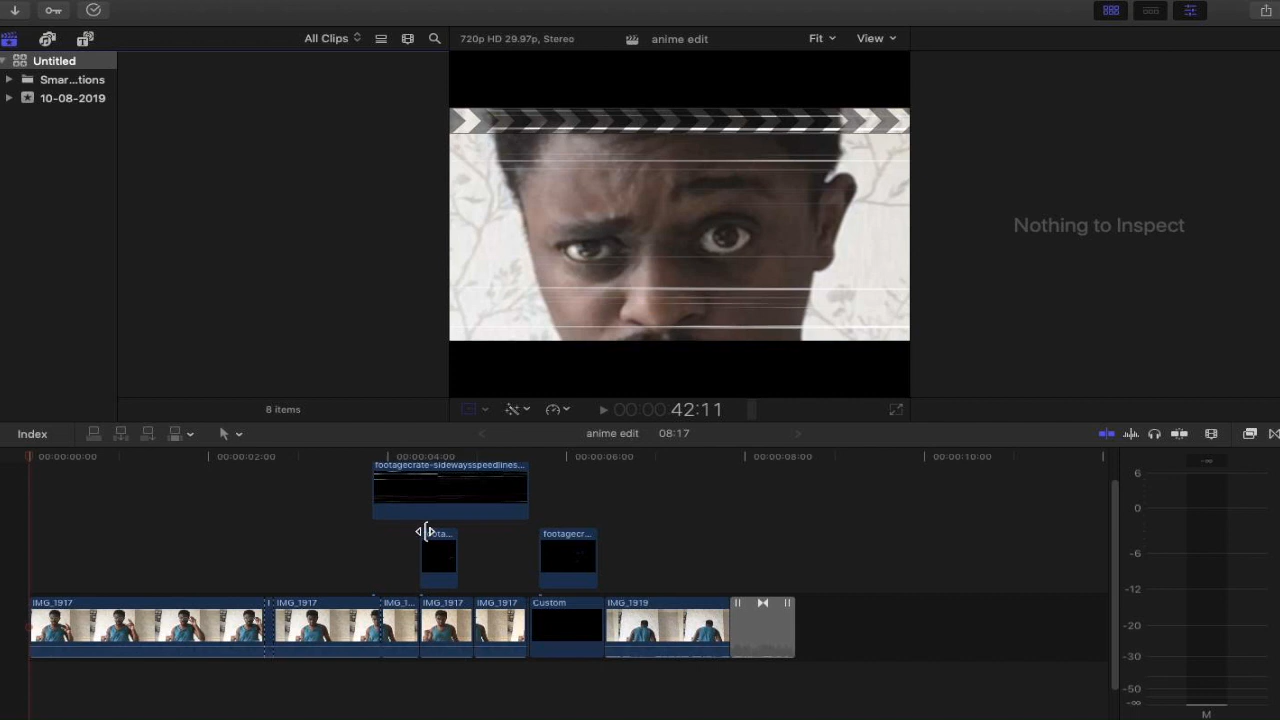 All Clips
720p HD 29.97p, Stereo
anime edit
Fit
View
Untitled
Smar...tions
10-08-2019
Nothing to Inspect
8 items
00:00:42:11
Index
anime edit
08:17
00:00:00:00
00:00:02:00
00:00:04:00
00:00:06:00
00:00:08:00
00:00:10:00
footagecrate-sidewaysspeedlines...
ota...
footagecr...
IMG_1917
I
IMG_1917
IMG_1...
IMG_1917
IMG_1917
Custom
IMG_1919
-∞
6
0
-6
-12
-20
-30
-50
-∞
M